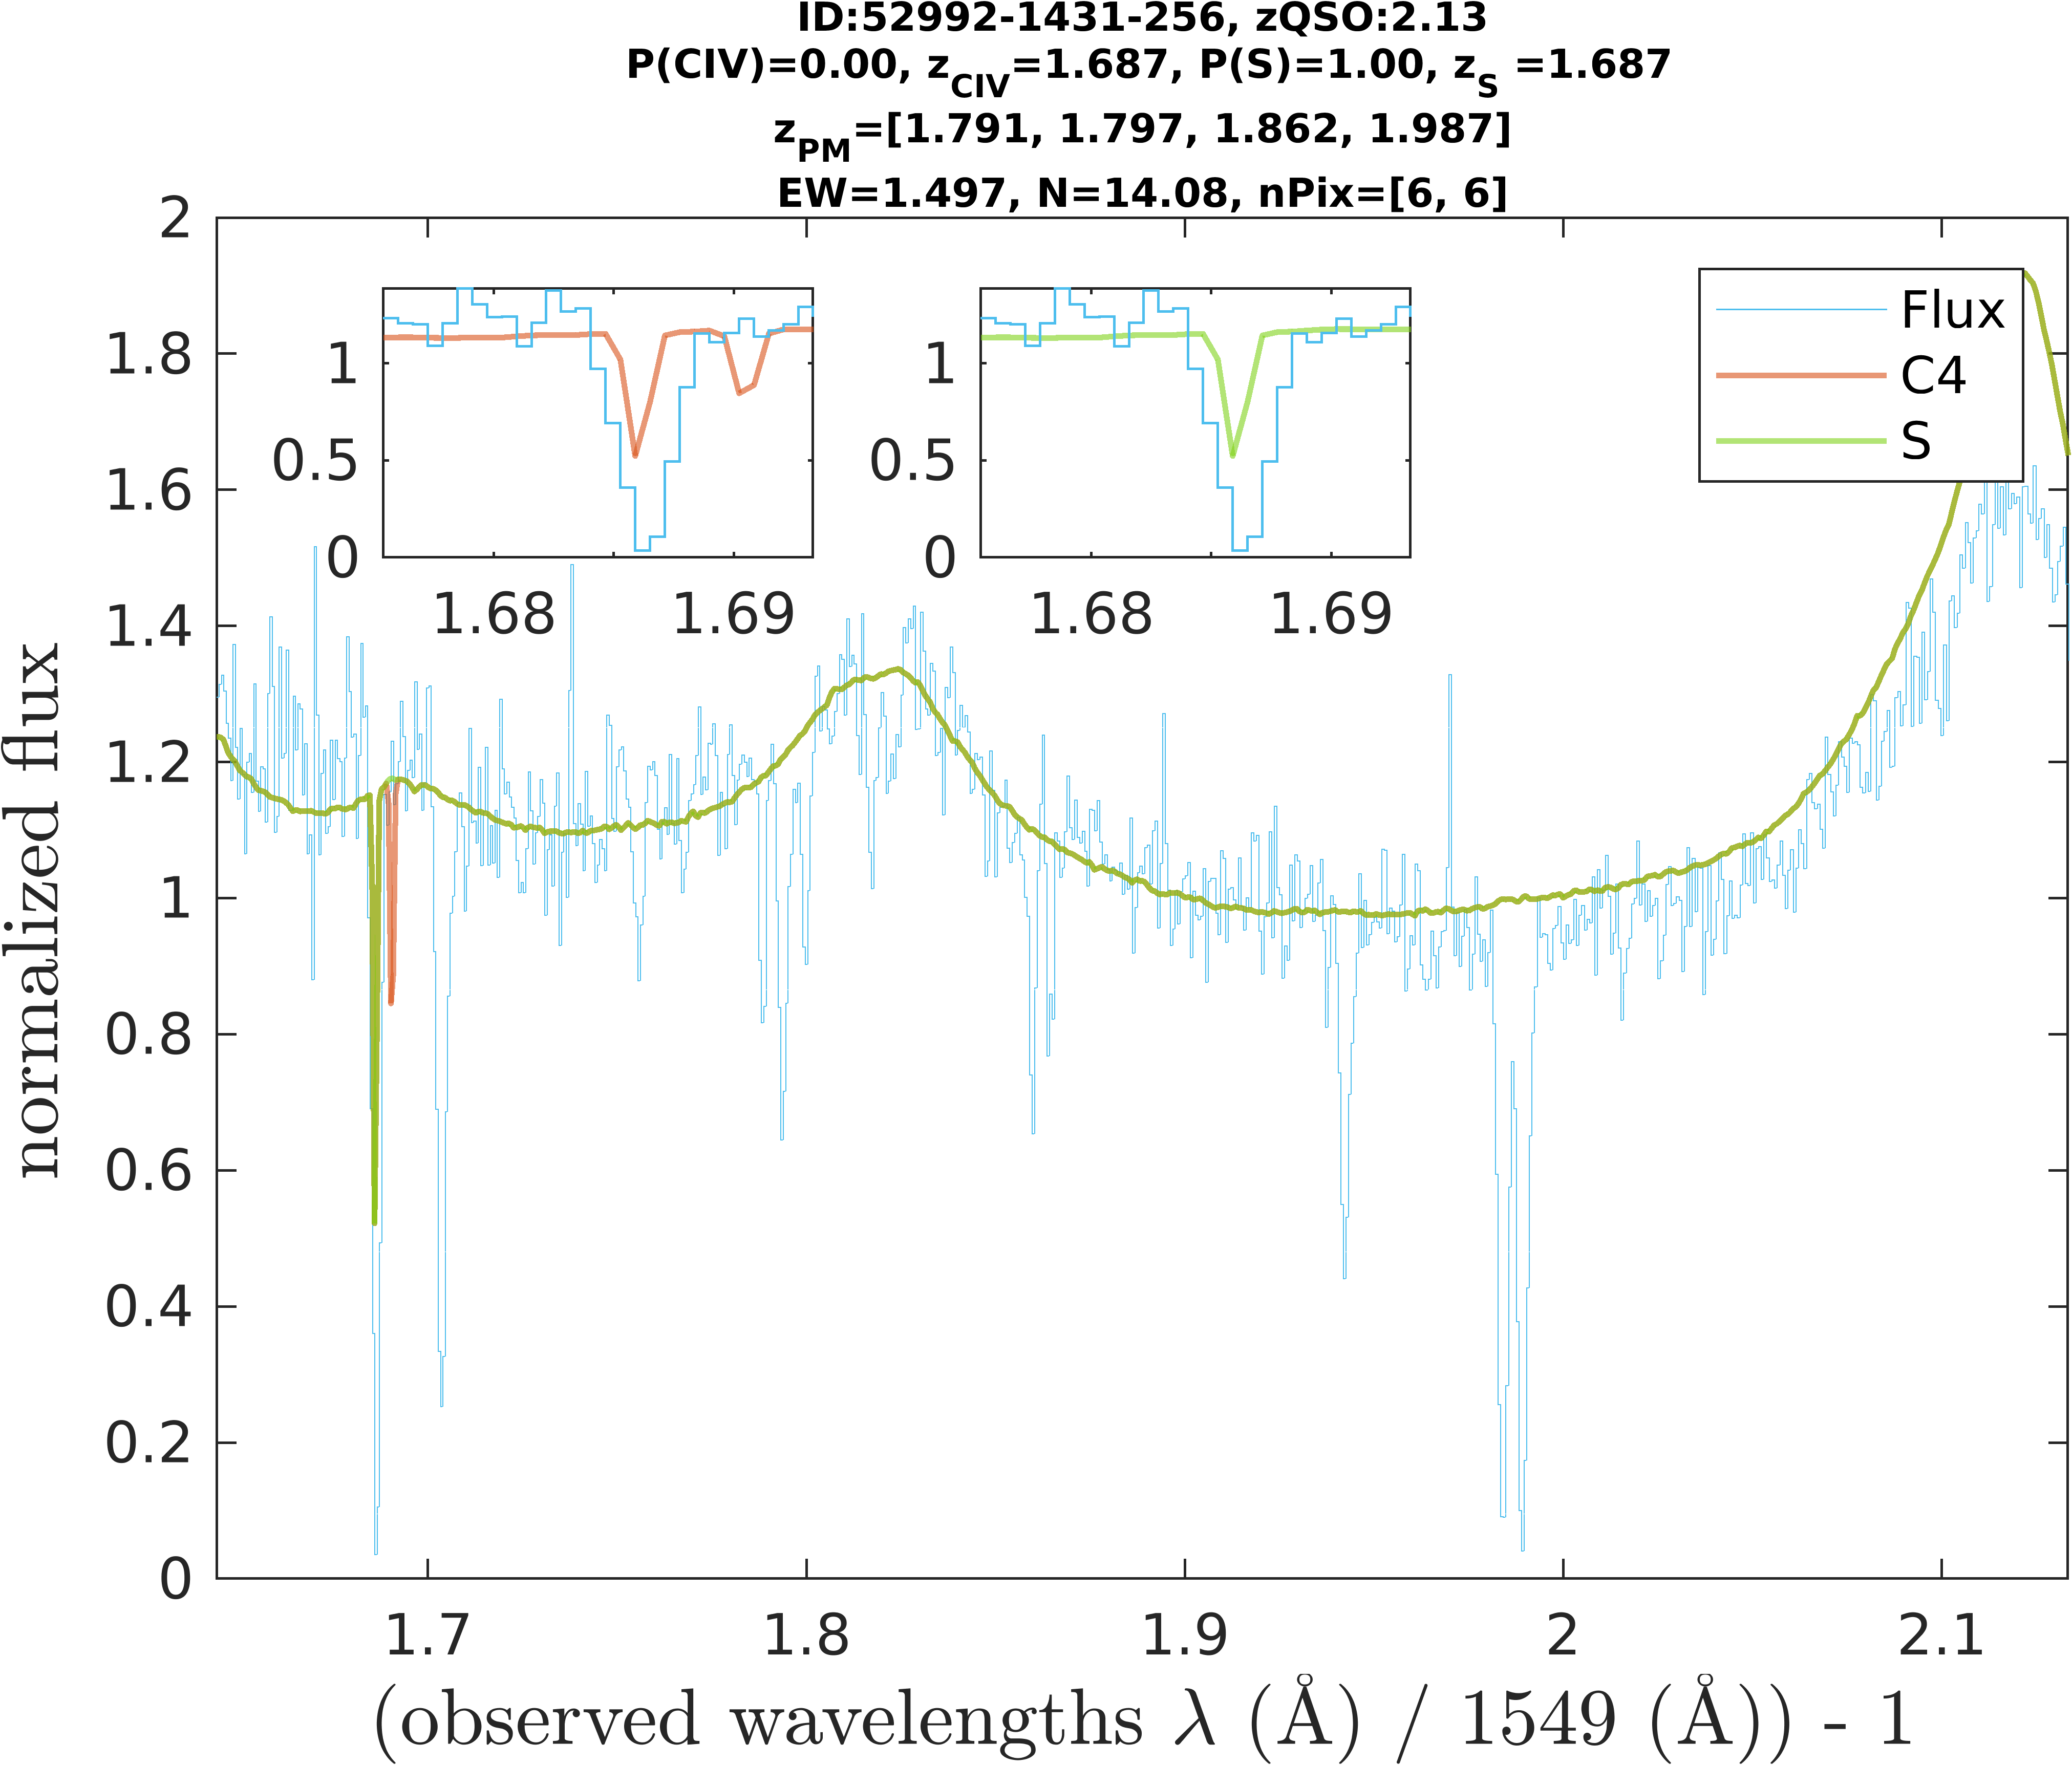 ID:52992-1431-256, zQSO:2.13
P(CIV)=0.00, zCIV=1.687, P(S)=1.00, zS =1.687
zPM=[1.791, 1.797, 1.862, 1.987]
EW=1.497, N=14.08, nPix=[6, 6]
2
1.8
1.6
1.4
1.2
1
0.8
0.6
0.4
0.2
0
normalized flux
1
0.5
0
1.68
1.69
1
0.5
0
1.68
1.69
Flux
C4
S
1.7
1.8
1.9
2
2.1
(observed wavelengths λ (Å) / 1549 (Å)) - 1